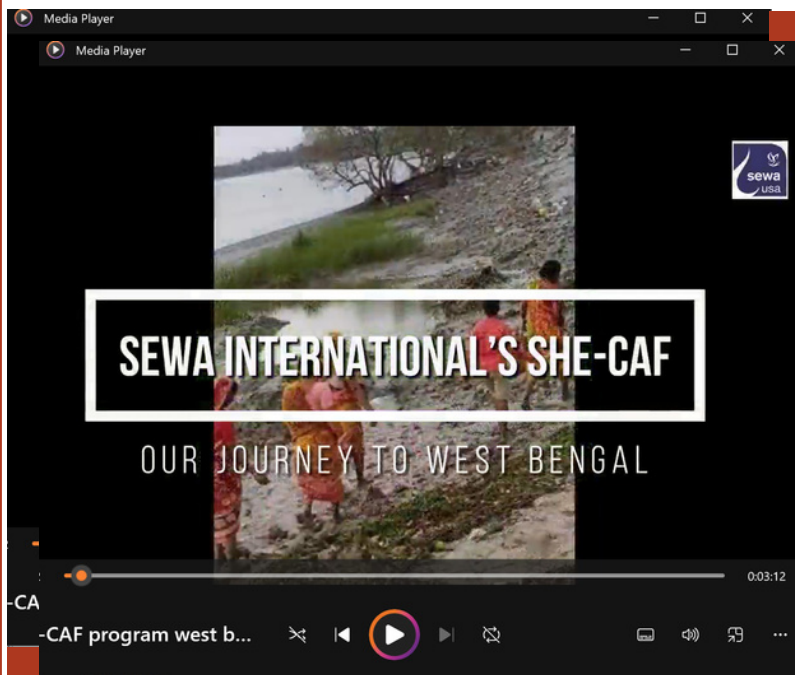 Media Player
Media Player
sewa
usa
SEWA INTERNATIONAL'S SHE-CAF
OUR JOURNEY TO WEST BENGAL
0:03:12
-CA
-CAF program west b...